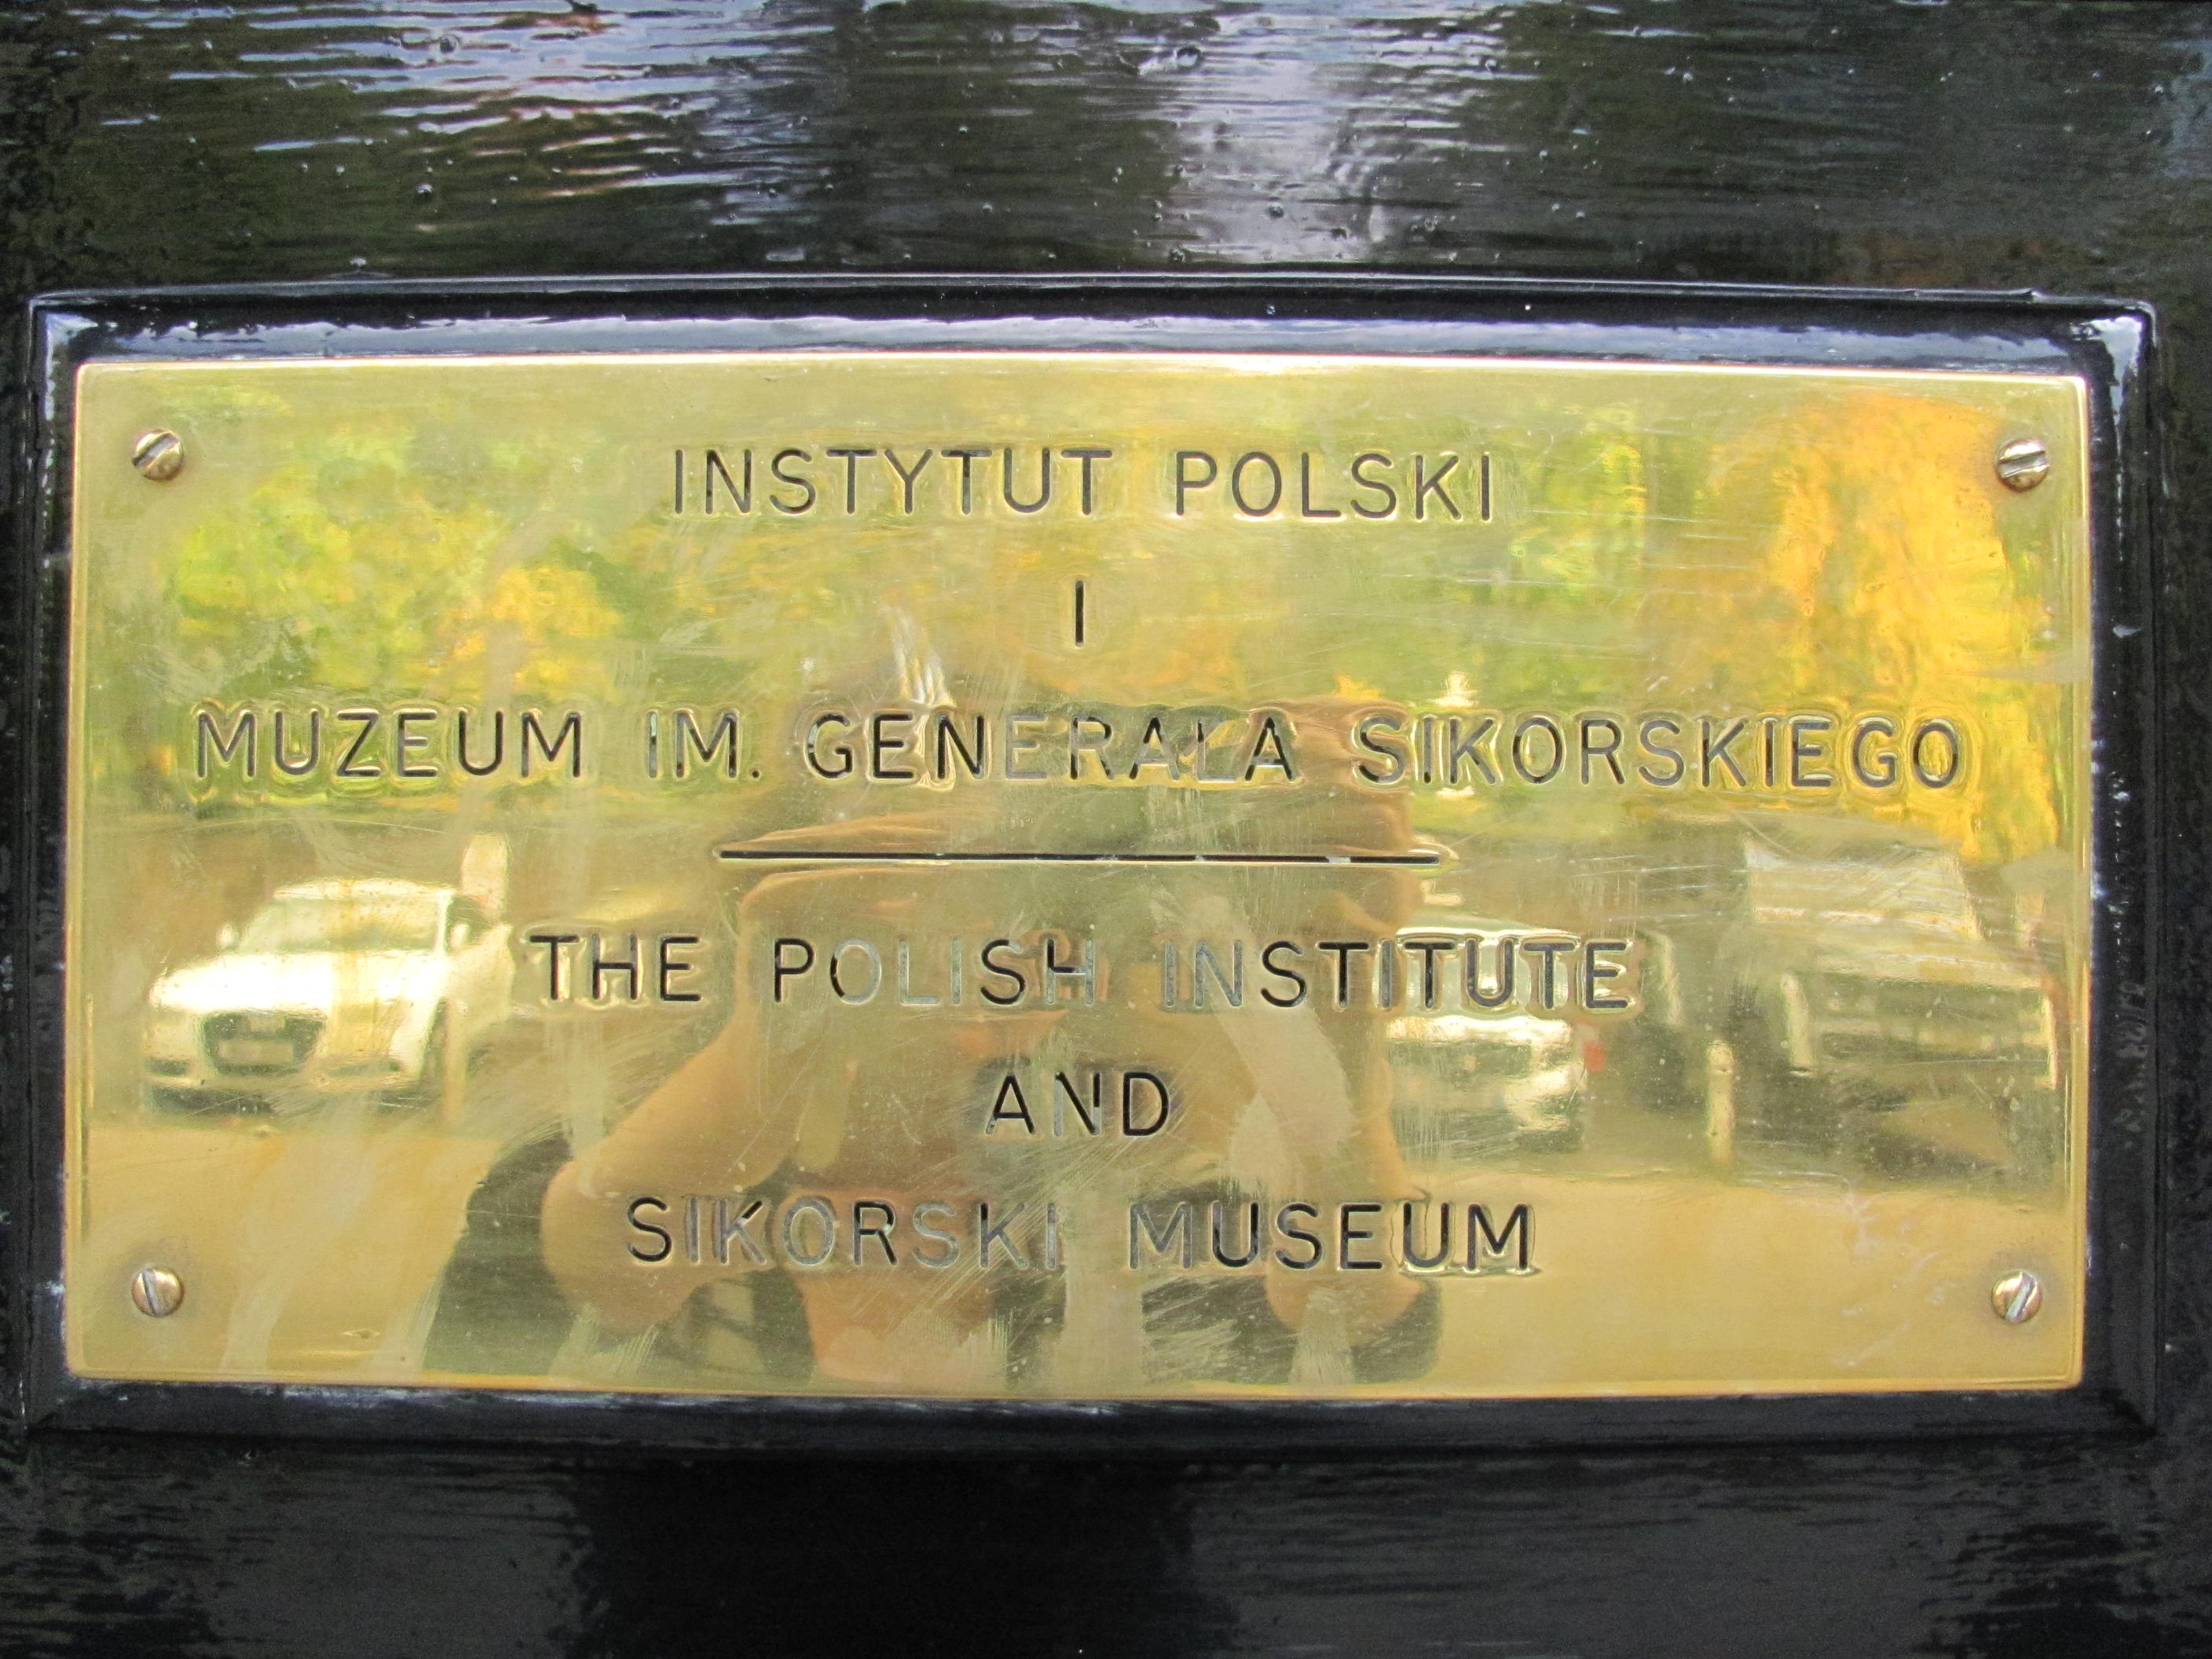 INSTYTUT POLSKI
I
MUZEUM IM. GENERAŁA SIKORSKIEGO
THE POLISH INSTITUTE
AND
SIKORSKI MUSEUM